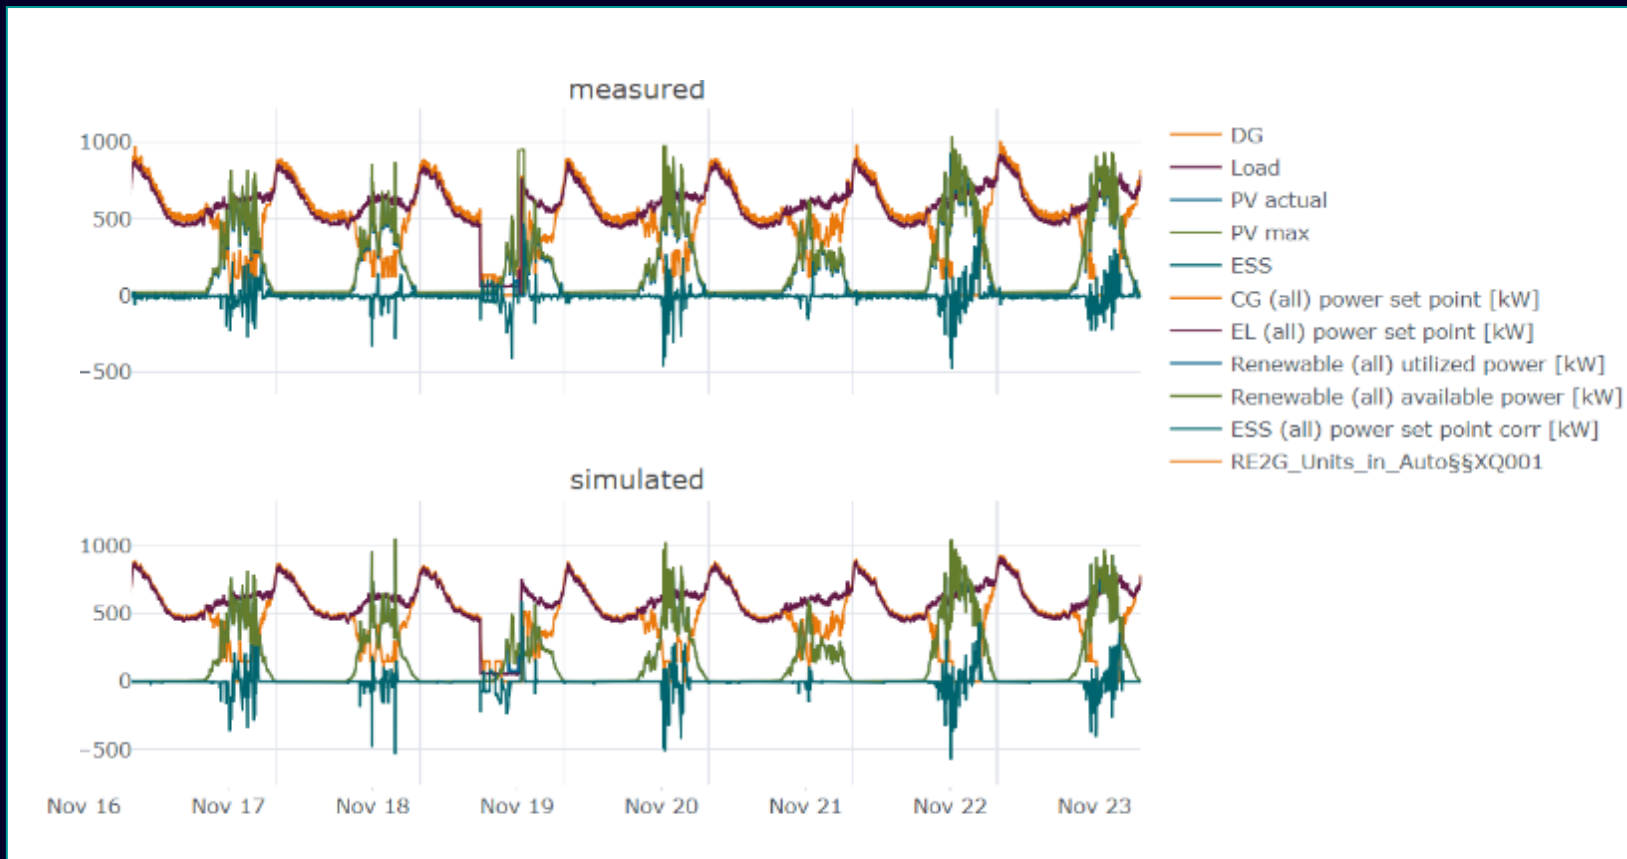 measured
1000
500
0
−500
DG
Load
PV actual
PV max
ESS
CG (all) power set point [kW]
EL (all) power set point [kW]
Renewable (all) utilized power [kW]
Renewable (all) available power [kW]
ESS (all) power set point corr [kW]
RE2G_Units_in_Auto§§XQ001
simulated
1000
500
0
−500
Nov 16 Nov 17 Nov 18 Nov 19 Nov 20 Nov 21 Nov 22 Nov 23